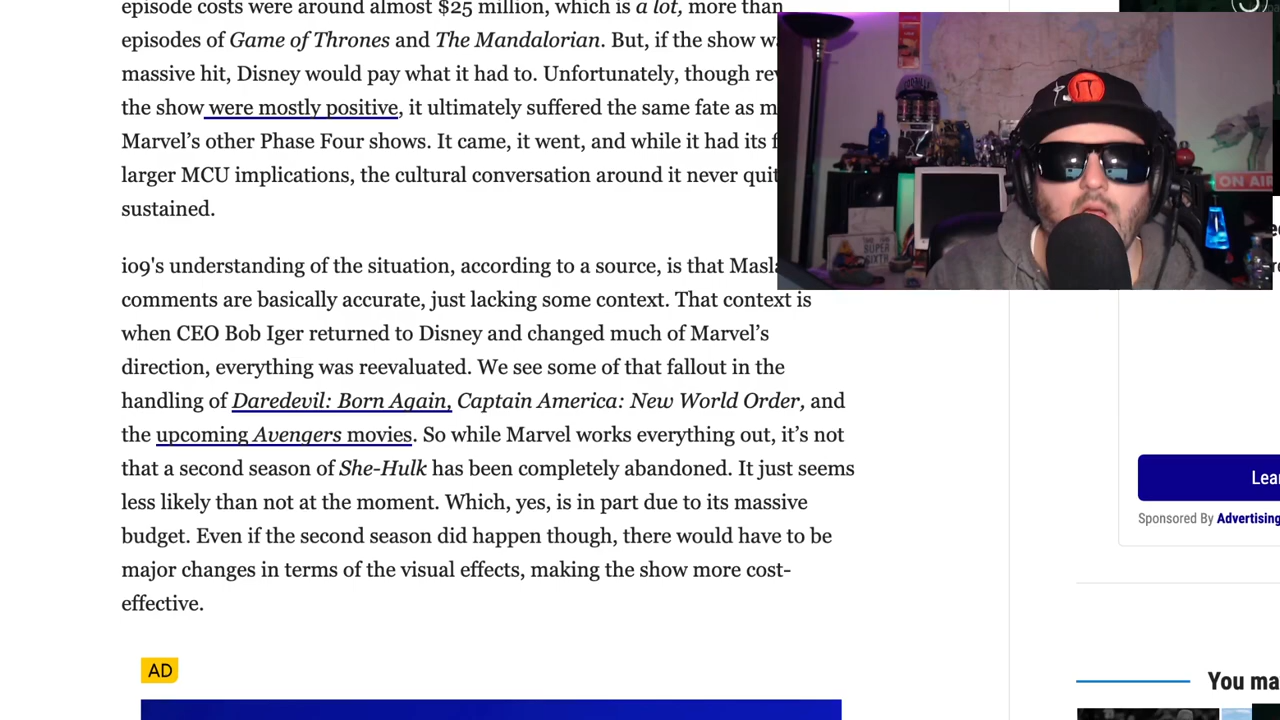 episode costs were around almost $25 million, which is a lot, more than
episodes of Game of Thrones and The Mandalorian. But, if the show
massive hit, Disney would pay what it had to. Unfortunately, though
the show were mostly positive, it ultimately suffered the same fate as
Marvel’s other Phase Four shows. It came, it went, and while it had its
larger MCU implications, the cultural conversation around it never
sustained.
io9's understanding of the situation, according to a source, is that
comments are basically accurate, just lacking some context. That context is
when CEO Bob Iger returned to Disney and changed much of Marvel’s
direction, everything was reevaluated. We see some of that fallout in the
handling of Daredevil: Born Again, Captain America: New World Order, and
the upcoming Avengers movies. So while Marvel works everything out, it’s not
that a second season of She-Hulk has been completely abandoned. It just seems
less likely than not at the moment. Which, yes, is in part due to its massive
budget. Even if the second season did happen though, there would have to be
major changes in terms of the visual effects, making the show more cost-
effective.
AD
ON AIR
Sponsored By Advertising
You